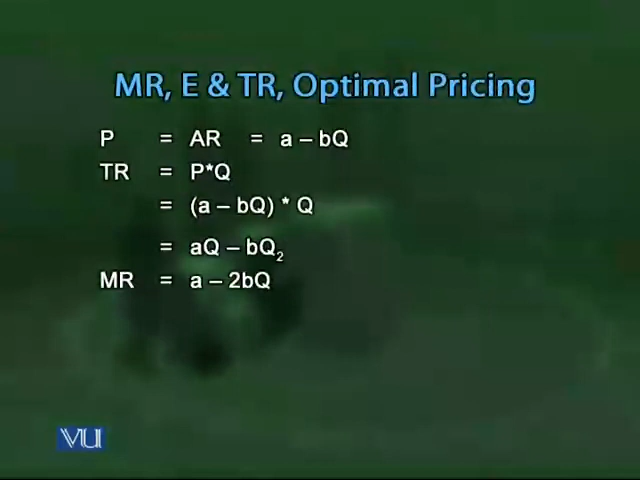 MR, E & TR, Optimal Pricing
P = AR = a – bQ
TR = P*Q
= (a – bQ) * Q
= aQ – bQ₂
MR = a – 2bQ
VU